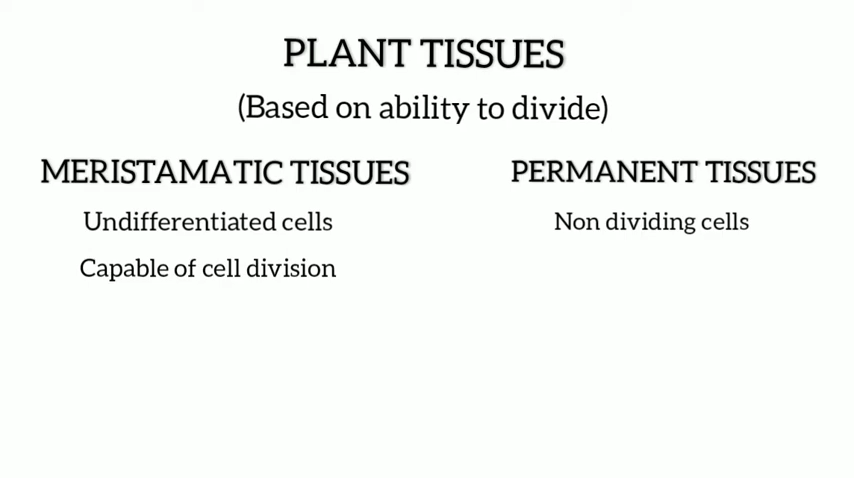 PLANT TISSUES
(Based on ability to divide)
MERISTAMATIC TISSUES
Undifferentiated cells
Capable of cell division
PERMANENT TISSUES
Non dividing cells